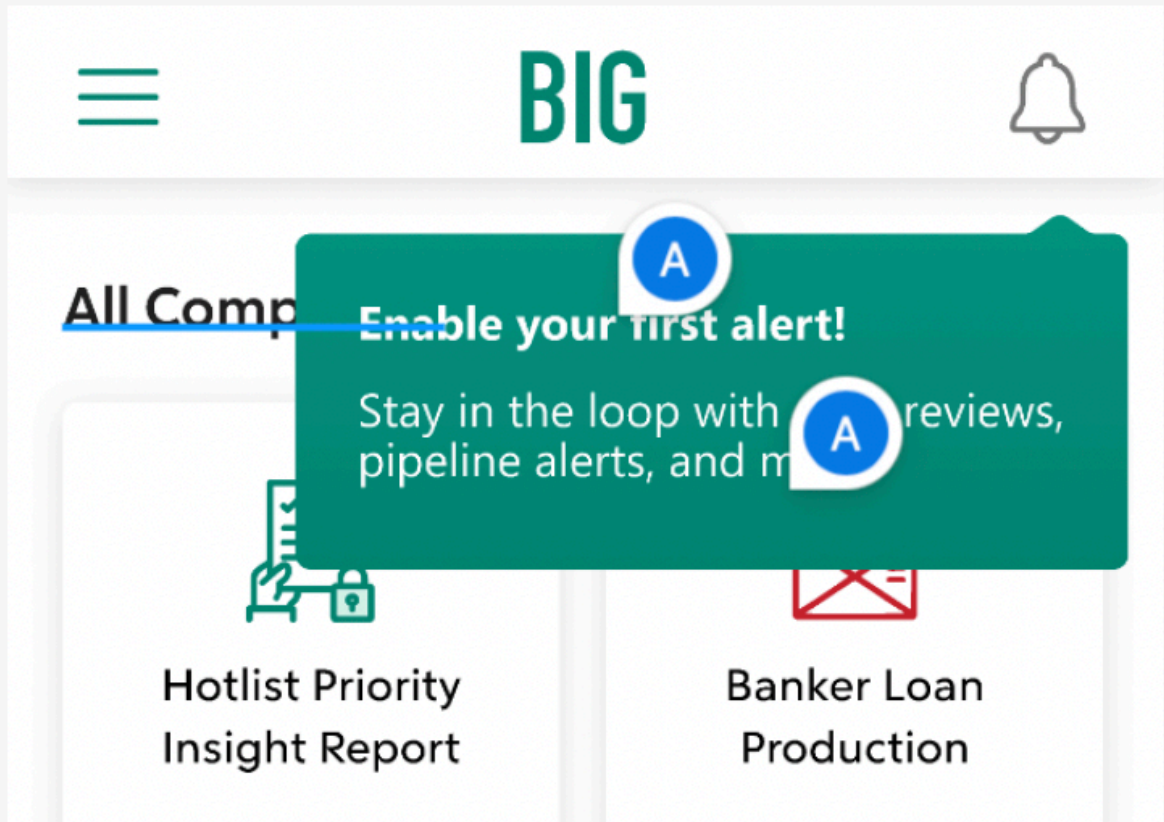 BIG
All Comp
A
Enable your first alert!
Stay in the loop with reviews,
A
pipeline alerts, and m
Hotlist Priority
Insight Report
Banker Loan
Production